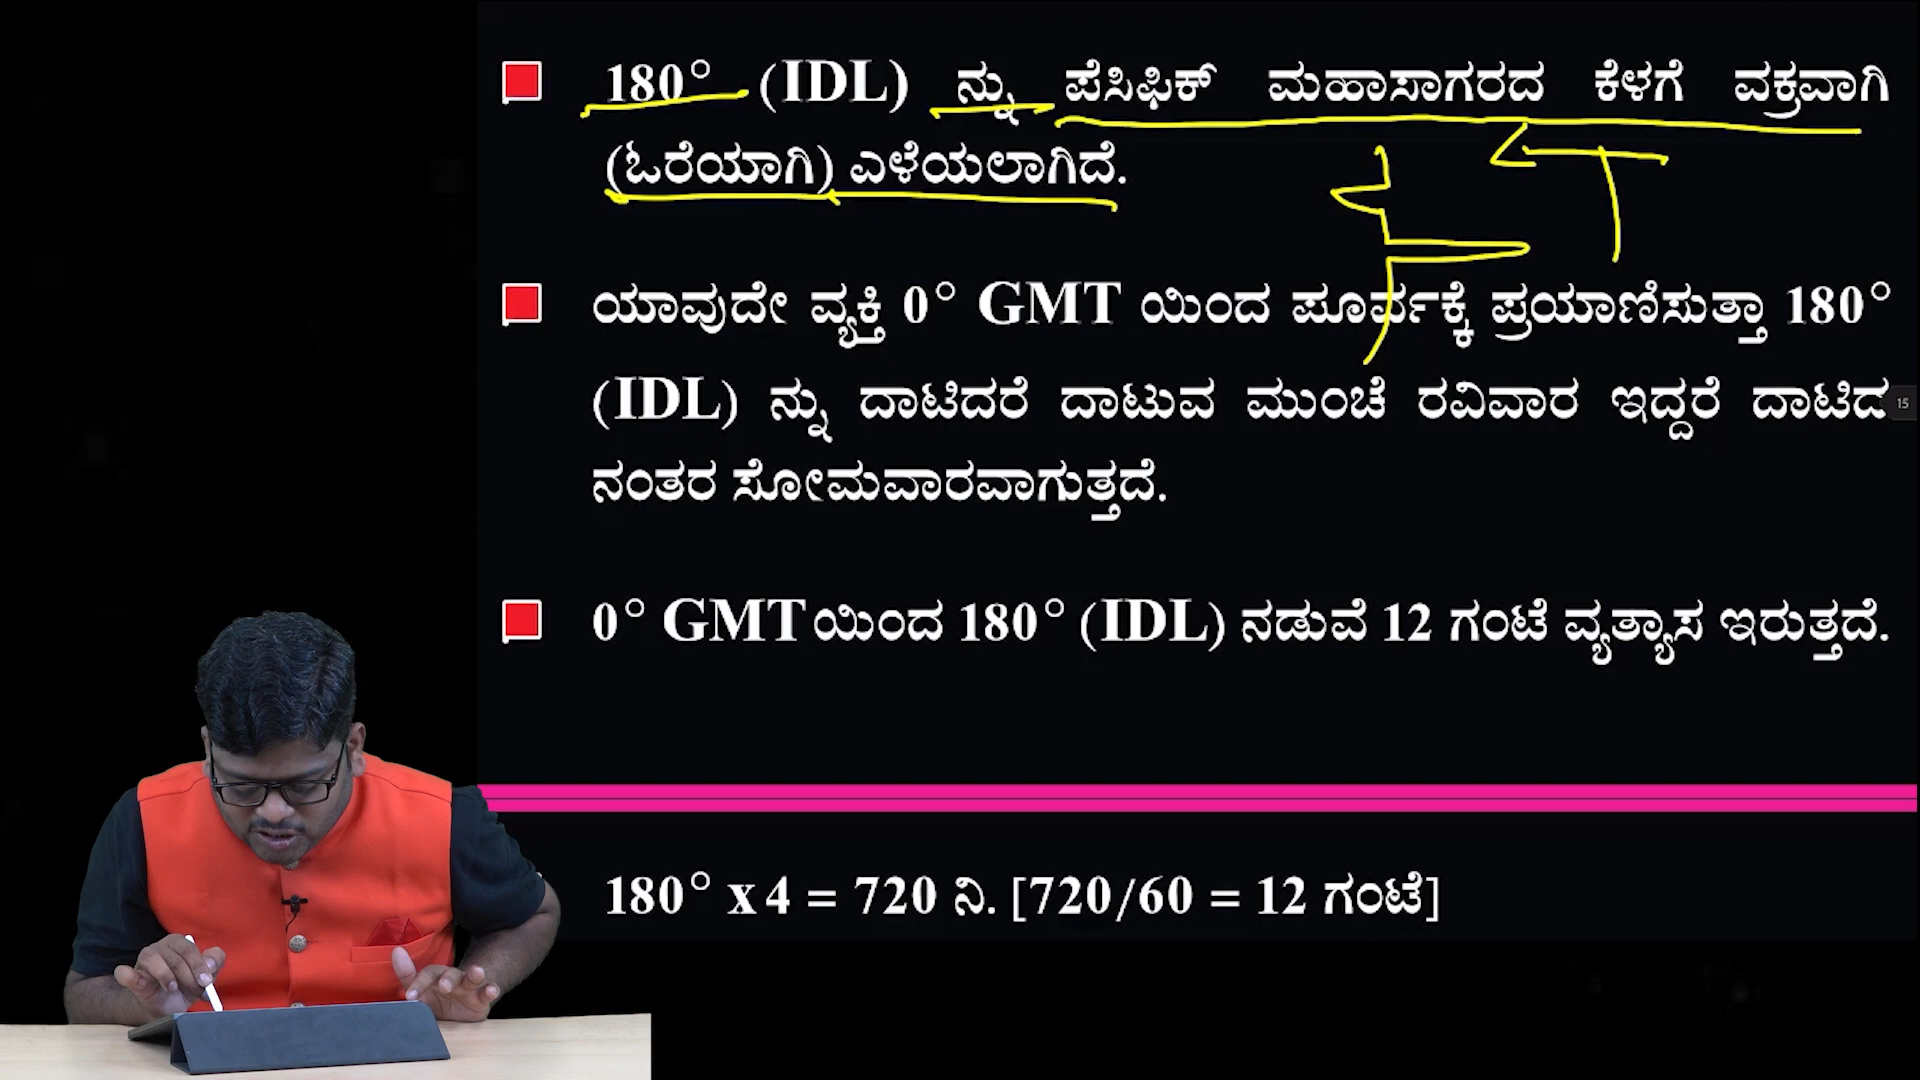 180° (IDL) ನ್ನು ಪೆಸಿಫಿಕ್ ಮಹಾಸಾಗರದ ಕೆಳಗೆ ವಕ್ರವಾಗಿ
(ಓರೆಯಾಗಿ) ಎಳೆಯಲಾಗಿದೆ.
ಯಾವುದೇ ವ್ಯಕ್ತಿ 0° GMT ಯಿಂದ ಪೂರ್ವಕ್ಕೆ ಪ್ರಯಾಣಿಸುತ್ತಾ 180°
(IDL) ನ್ನು ದಾಟಿದರೆ ದಾಟುವ ಮುಂಚೆ ರವಿವಾರ ಇದ್ದರೆ ದಾಟಿದ
15
ನಂತರ ಸೋಮವಾರವಾಗುತ್ತದೆ.
0° GMTಯಿಂದ 180° (IDL) ನಡುವೆ 12 ಗಂಟೆ ವ್ಯತ್ಯಾಸ ಇರುತ್ತದೆ.
180° x 4 = 720 ನಿ. [720/60 = 12 ಗಂಟೆ]